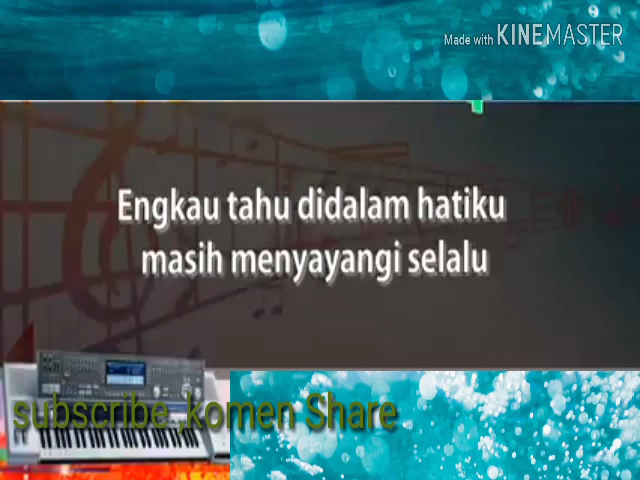 Made with KINEMASTER
Engkau tahu didalam hatiku
masih menyayangi selalu
subscribe,komen Share